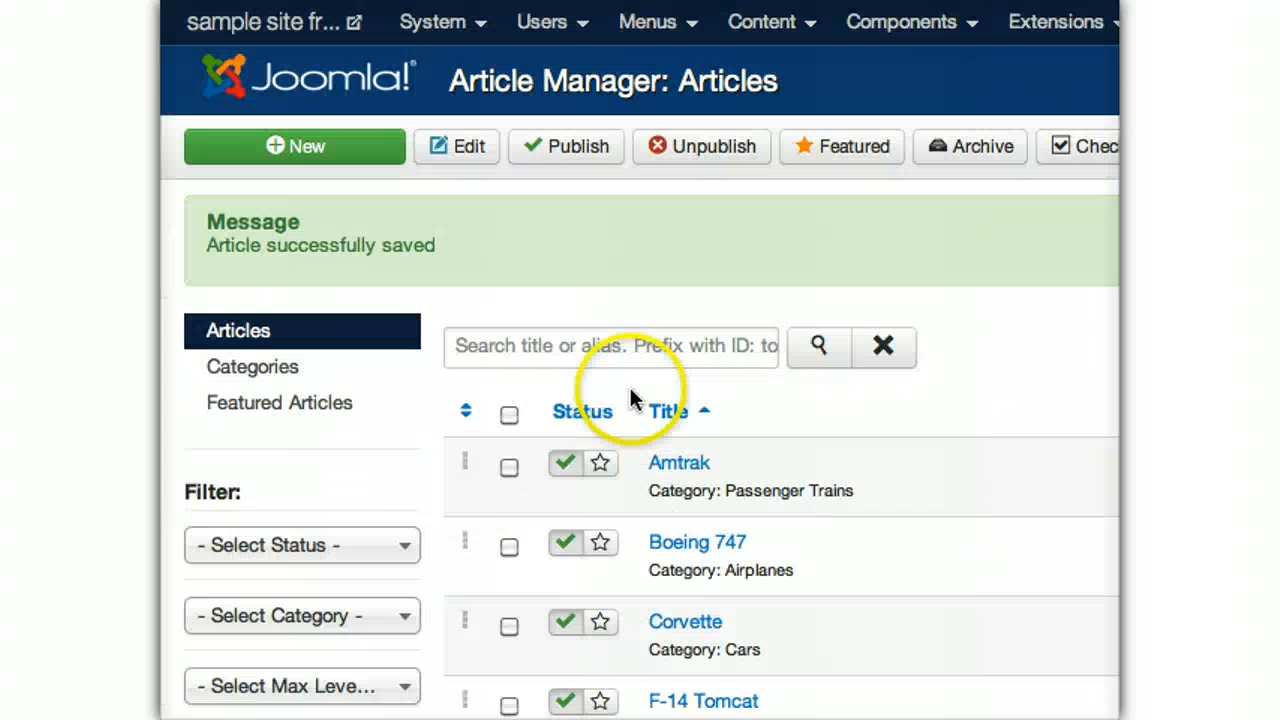 sample site fr... System Users Menus Content Components Extensions
Joomla!® Article Manager: Articles
New Edit Publish Unpublish Featured Archive Chec
Message
Article successfully saved
Articles
Categories
Featured Articles
Search title or alias. Prefix with ID: to
Status Title
Amtrak
Category: Passenger Trains
Boeing 747
Category: Airplanes
Corvette
Category: Cars
F-14 Tomcat
Filter:
- Select Status -
- Select Category -
- Select Max Leve...